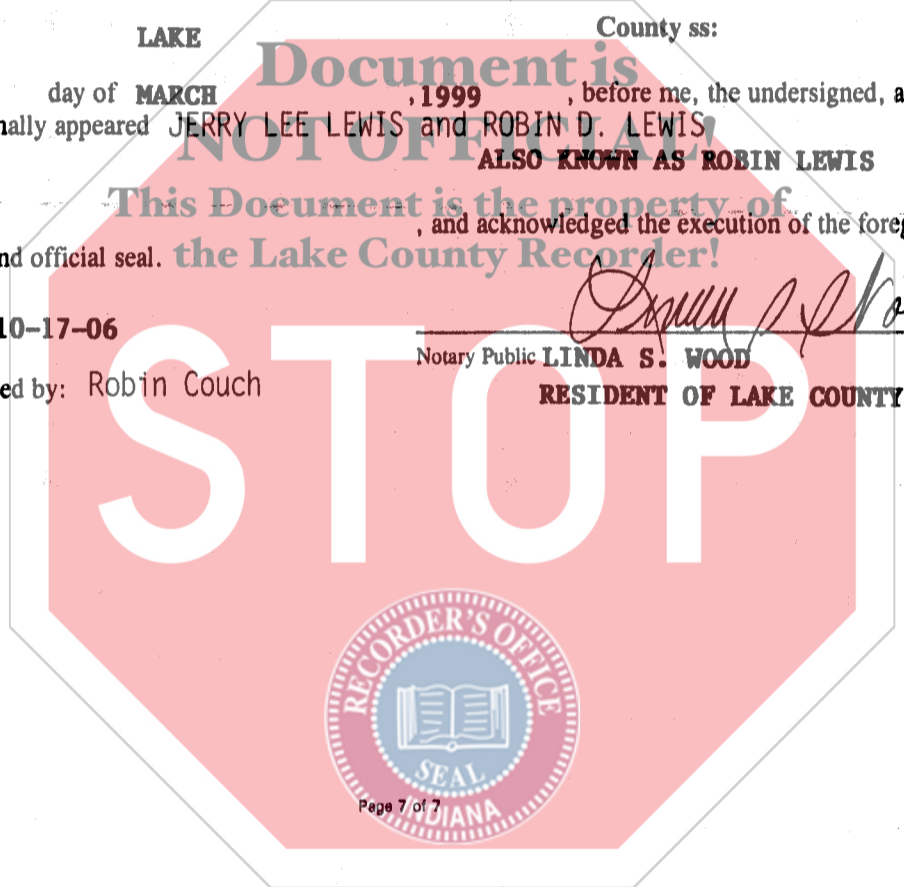 LAKE County ss:
Document is
day of MARCH , 1999 , before me, the undersigned, a
nally appeared JERRY LEE LEWIS and ROBIN D. LEWIS,
NOT OFFICIAL!
ALSO KNOWN AS ROBIN LEWIS
This Document is the property of
, and acknowledged the execution of the foreg
nd official seal.
the Lake County Recorder!
10-17-06
Notary Public LINDA S. WOOD
ed by: Robin Couch
RESIDENT OF LAKE COUNTY
STOP
RECORDER'S OFFICE
SEAL
INDIANA
Page 7 of 7